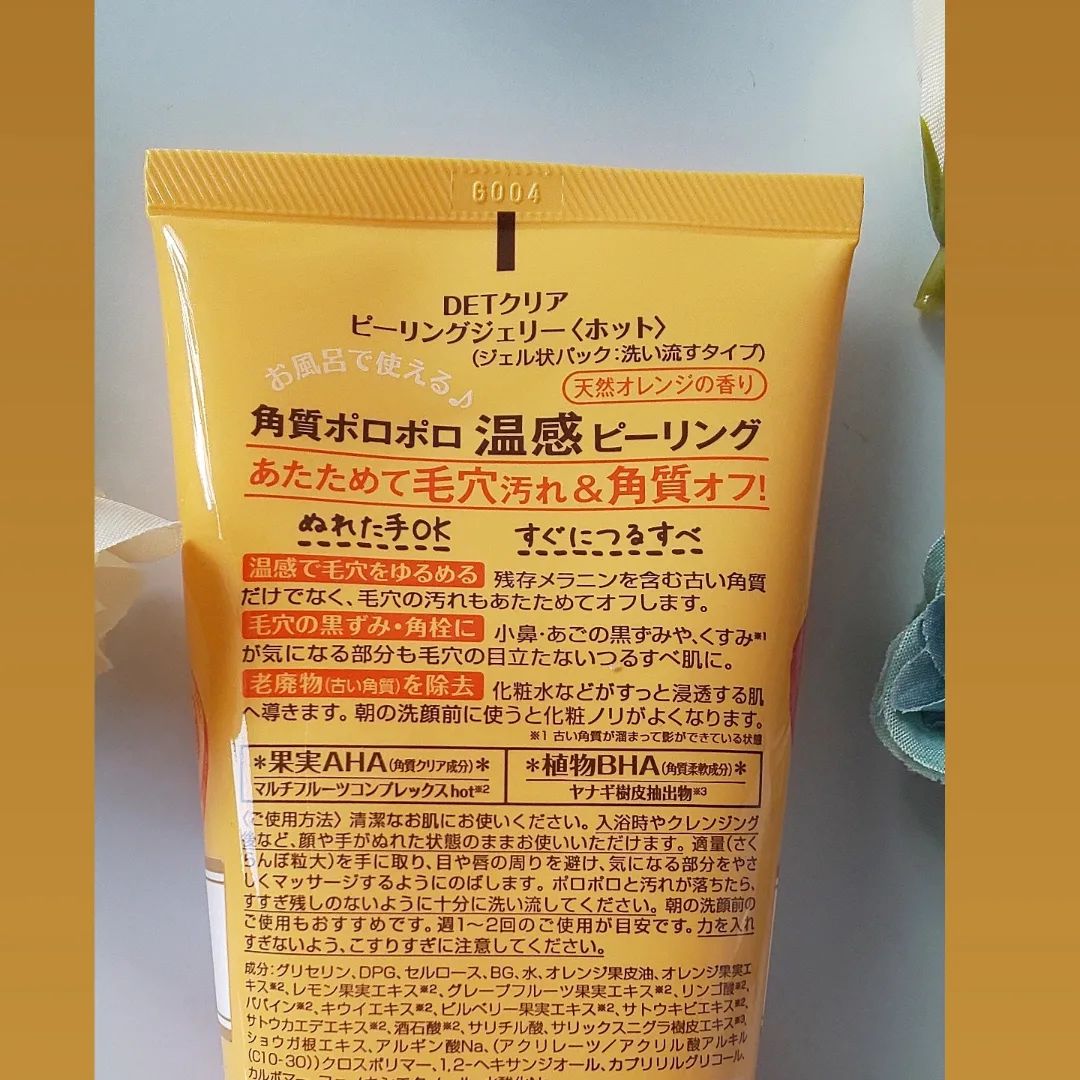 G004
DETクリア
ピーリングジェリー〈ホット〉
(ジェル状パック:洗い流すタイプ)
お風呂で使える♪
天然オレンジの香り
角質ポロポロ 温感ピーリング
あたためて毛穴汚れ&角質オフ!
ぬれた手OK すぐにつるすべ
温感で毛穴をゆるめる 残存メラニンを含む古い角質
だけでなく、毛穴の汚れもあたためてオフします。
毛穴の黒ずみ・角栓に 小鼻・あごの黒ずみや、くすみ※1
が気になる部分も毛穴の目立たないつるすべ肌に。
老廃物(古い角質)を除去 化粧水などがすっと浸透する肌
へ導きます。朝の洗顔前に使うと化粧ノリがよくなります。
※1 古い角質が溜まって影ができている状態
*果実AHA(角質クリア成分)* *植物BHA(角質柔軟成分)*
マルチフルーツコンプレックスhot※2 ヤナギ樹皮抽出物※3
〈ご使用方法〉清潔なお肌にお使いください。入浴時やクレンジング
後など、顔や手がぬれた状態のままお使いいただけます。適量(さく
らんぼ粒大)を手に取り、目や唇の周りを避け、気になる部分をやさ
しくマッサージするようにのばします。ポロポロと汚れが落ちたら、
すすぎ残しのないように十分に洗い流してください。朝の洗顔前の
ご使用もおすすめです。週1~2回のご使用が目安です。力を入れ
すぎないよう、こすりすぎに注意してください。
成分:グリセリン、DPG、セルロース、BG、水、オレンジ果皮油、オレンジ果実エ
キス※2、レモン果実エキス※2、グレープフルーツ果実エキス※2、リンゴ酸※2、
パパイン※2、キウイエキス※2、ビルベリー果実エキス※2、サトウキビエキス※2、
サトウカエデエキス※2、酒石酸※2、サリチル酸、サリックスニグラ樹皮エキス※3、
ショウガ根エキス、アルギン酸Na、(アクリレーツ/アクリル酸アルキル
(C10-30))クロスポリマー、1,2-ヘキサンジオール、カプリリルグリコール、
カルボマー、